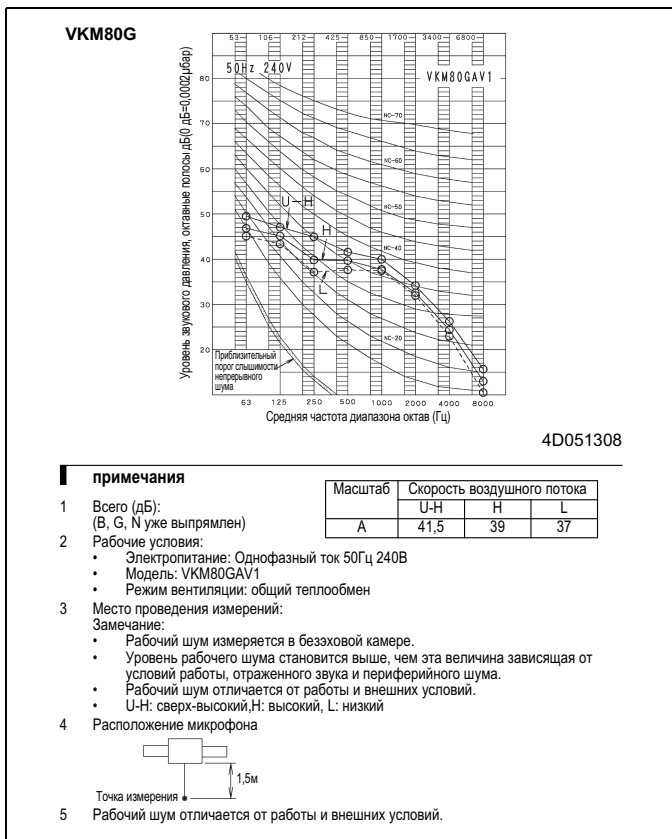 VKM80G
53 106 212 425 850 1700 3400 6800
50Hz 240V
VKM80GAV1
80
70
60
50
40
30
20
NC-70
NC-60
NC-50
NC-40
NC-20
U-H
H
L
Уровень звукового давления, октавные полосы дБ(0 дБ=0,0002μбар)
Приблизительный
порог слышимости
непрерывного
шума
63 125 250 500 1000 2000 4000 8000
Средняя частота диапазона октав (Гц)
4D051308
примечания
1 Всего (дБ):
(B, G, N уже выпрямлен)
Масштаб Скорость воздушного потока
U-H H L
A 41,5 39 37
2 Рабочие условия:
• Электропитание: Однофазный ток 50Гц 240В
• Модель: VKM80GAV1
• Режим вентиляции: общий теплообмен
3 Место проведения измерений:
Замечание:
• Рабочий шум измеряется в безэховой камере.
• Уровень рабочего шума становится выше, чем эта величина зависящая от
условий работы, отраженного звука и периферийного шума.
• Рабочий шум отличается от работы и внешних условий.
• U-H: сверх-высокий,H: высокий, L: низкий
4 Расположение микрофона
1,5м
Точка измерения
5 Рабочий шум отличается от работы и внешних условий.